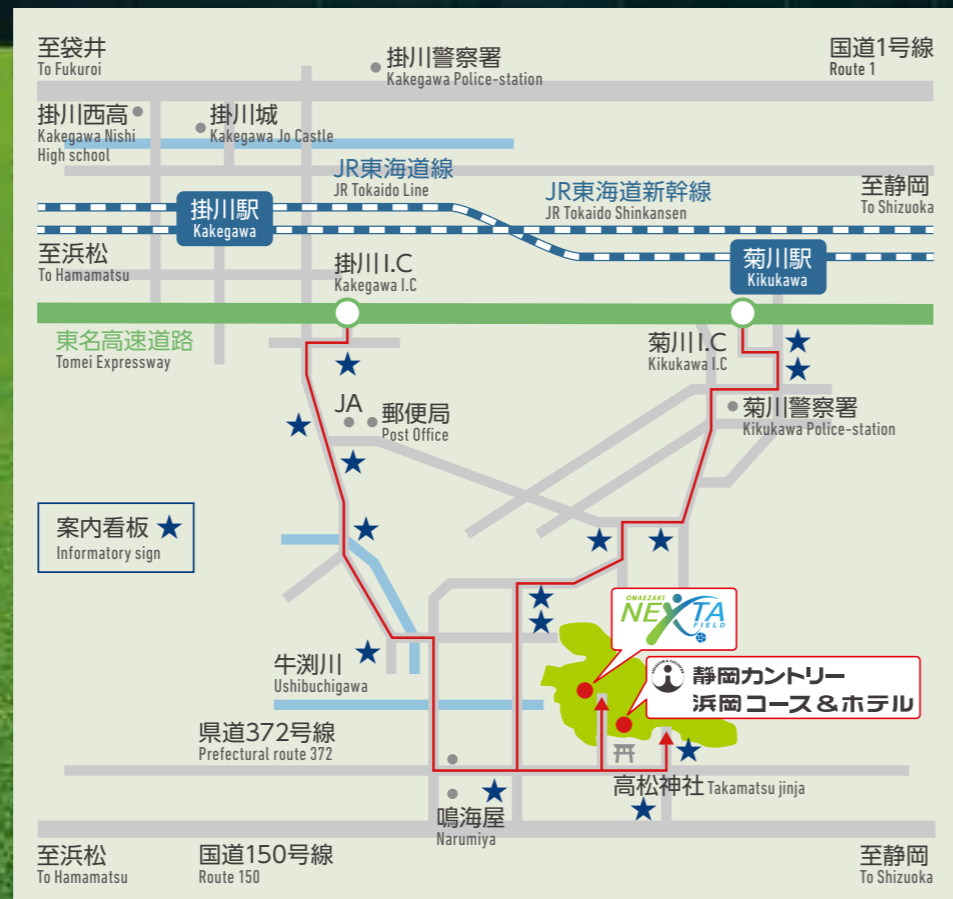 至袋井
To Fukuroi
掛川警察署
Kakegawa Police-station
国道1号線
Route 1
掛川西高
Kakegawa Nishi
High school
掛川城
Kakegawa Jo Castle
JR東海道線
JR Tokaido Line
JR東海道新幹線
JR Tokaido Shinkansen
至静岡
To Shizuoka
掛川駅
Kakegawa
至浜松
To Hamamatsu
掛川I.C
Kakegawa I.C
菊川駅
Kikukawa
東名高速道路
Tomei Expressway
菊川I.C
Kikukawa I.C
JA
郵便局
Post Office
菊川警察署
Kikukawa Police-station
案内看板
Informatory sign
OMAEZAKI
NEXTA
FIELD
牛渕川
Ushibuchigawa
静岡カントリー
浜岡コース&ホテル
県道372号線
Prefectural route 372
高松神社 Takamatsu jinja
鳴海屋
Narumiya
至浜松
To Hamamatsu
国道150号線
Route 150
至静岡
To Shizuoka